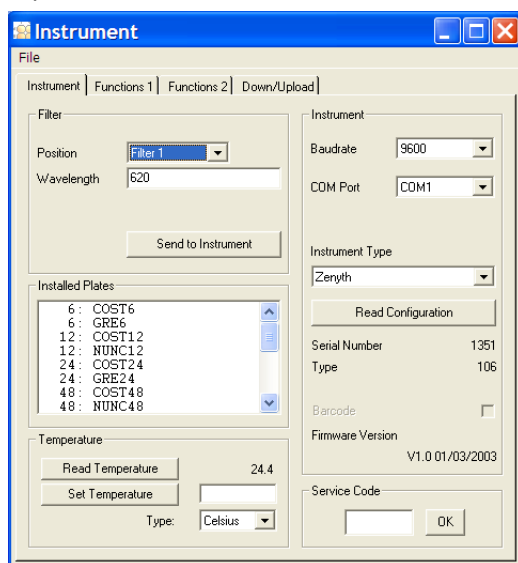 Instrument
File
Instrument Functions 1 Functions 2 Down/Upload
Filter
Position Filter 1
Wavelength 620
Send to Instrument
Installed Plates
6: COST6
6: GRE6
12: COST12
12: NUNC12
24: COST24
24: GRE24
48: COST48
48: NUNC48
Temperature
Read Temperature 24.4
Set Temperature
Type: Celsius
Instrument
Baudrate 9600
COM Port COM1
Instrument Type
Zenyth
Read Configuration
Serial Number 1351
Type 106
Barcode
Firmware Version
V1.0 01/03/2003
Service Code
OK